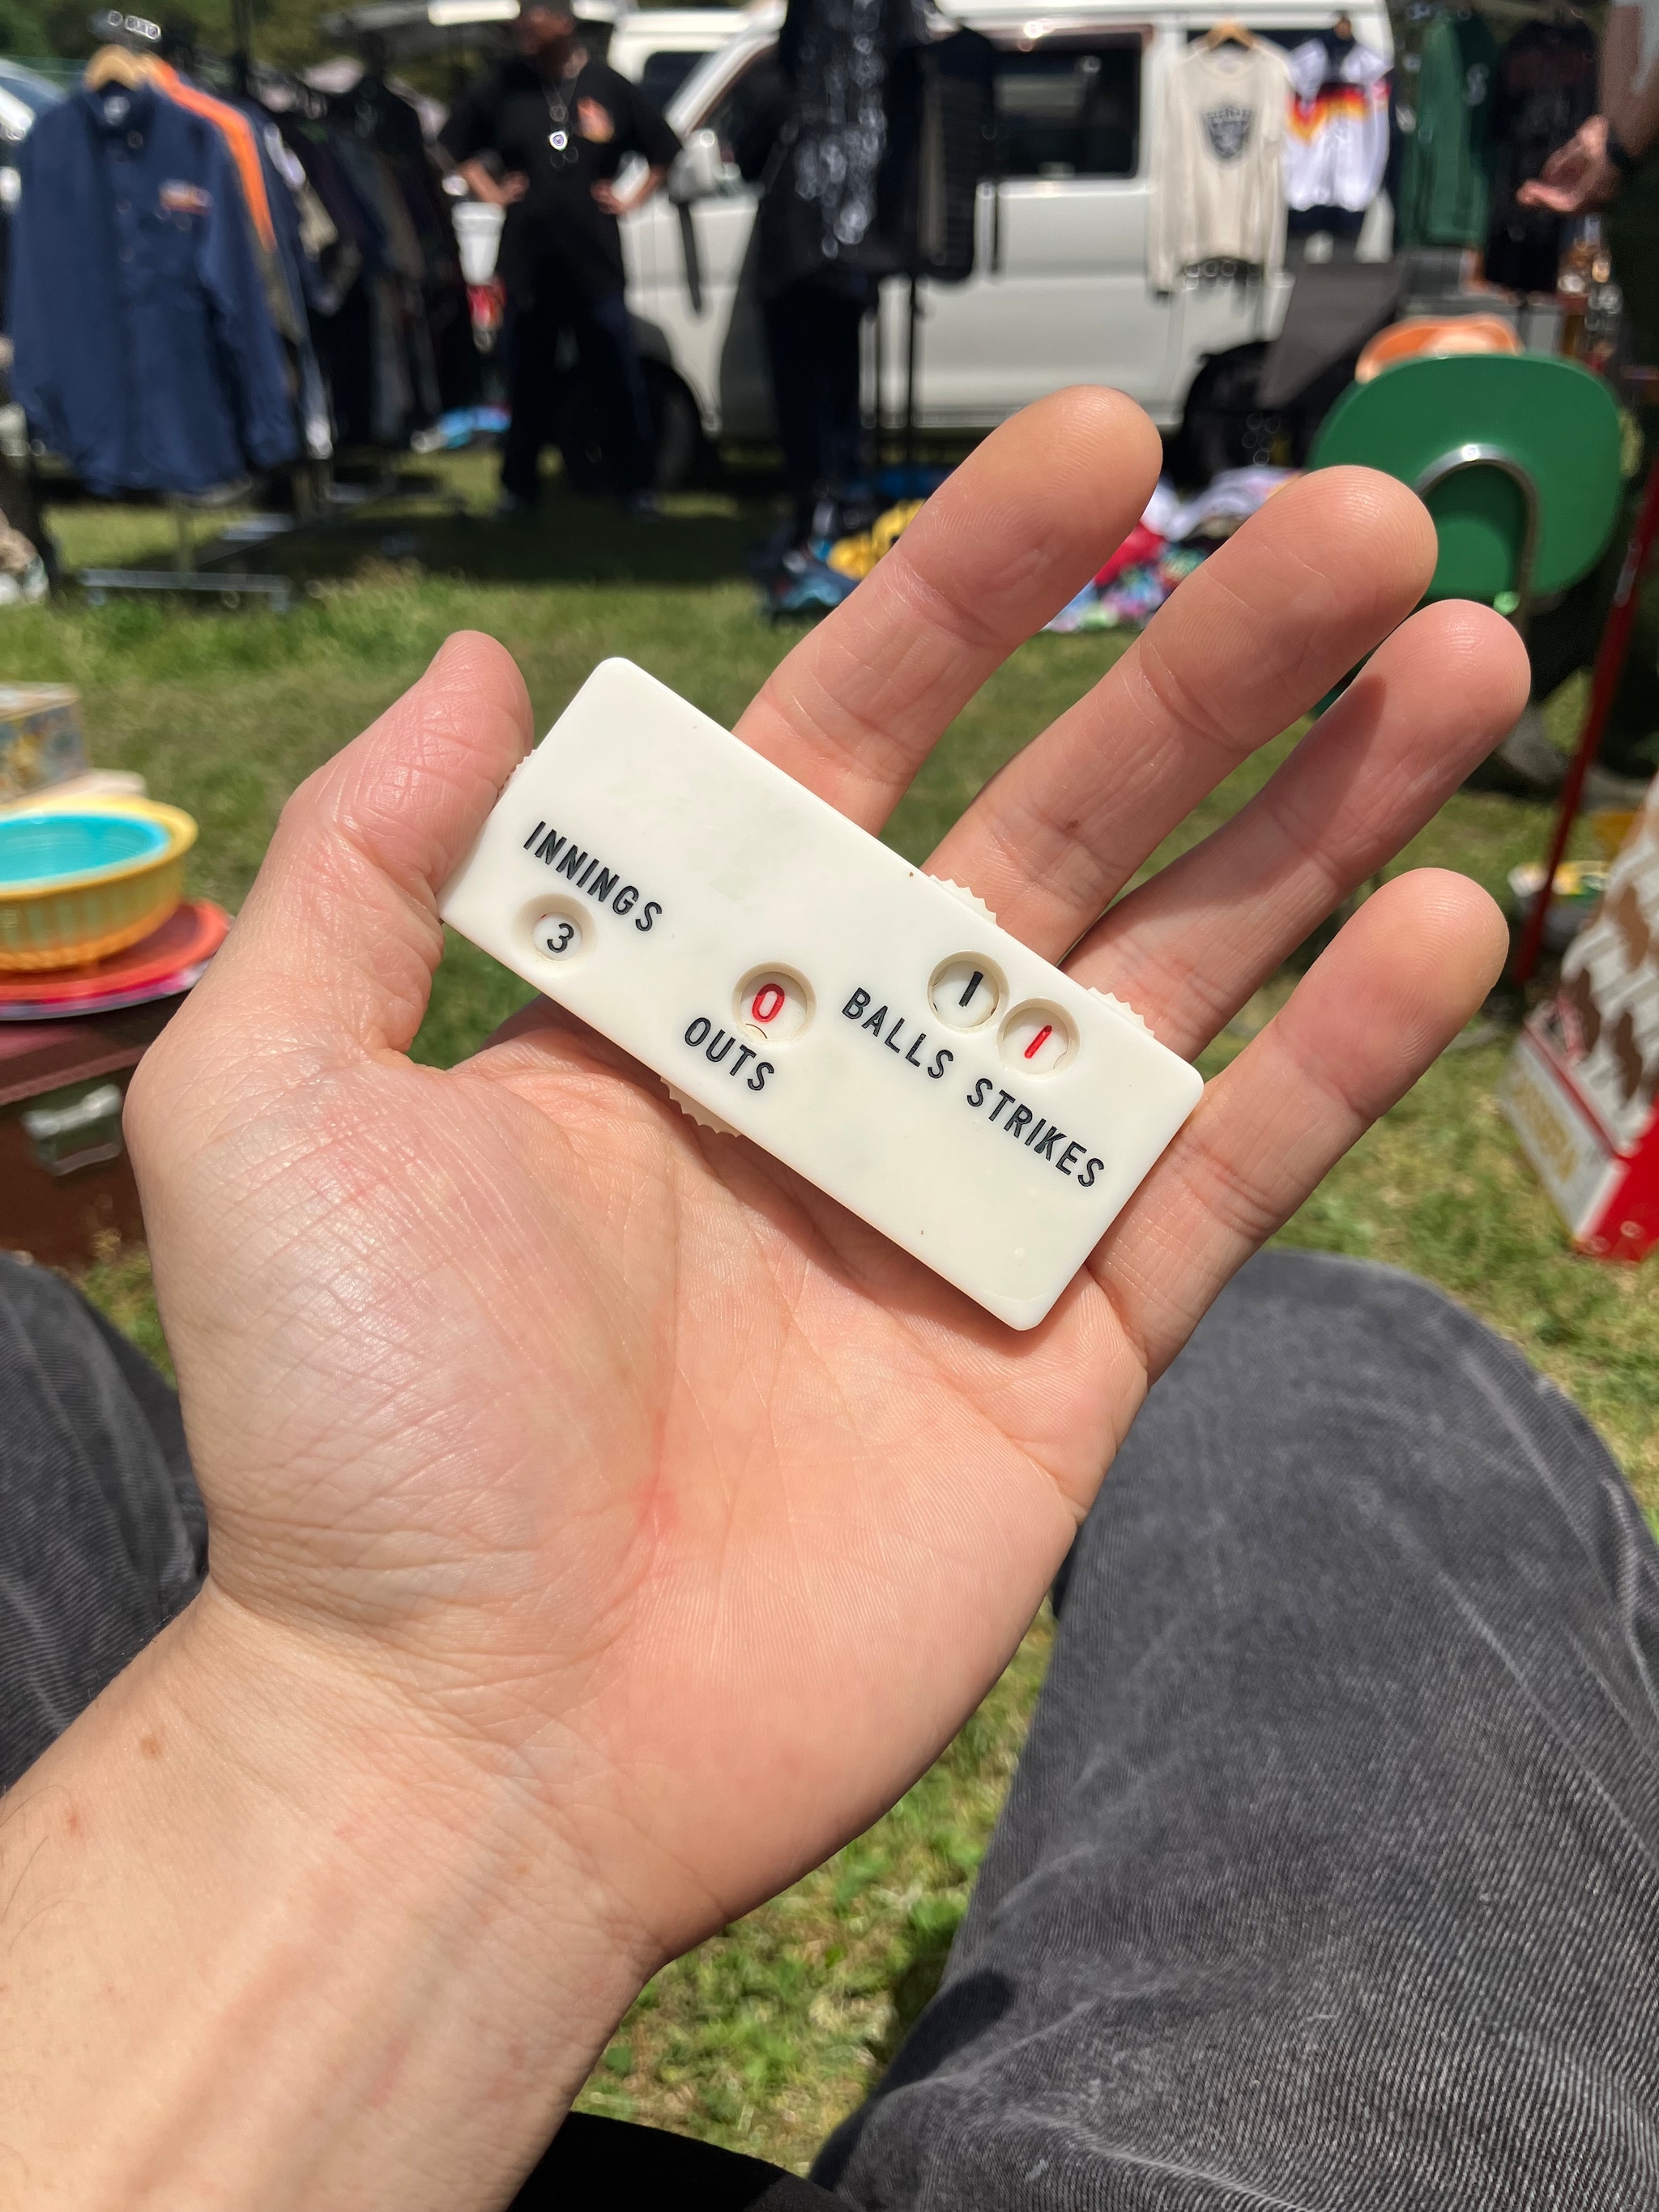 INNINGS
3
0
OUTS
1 1
BALLS STRIKES